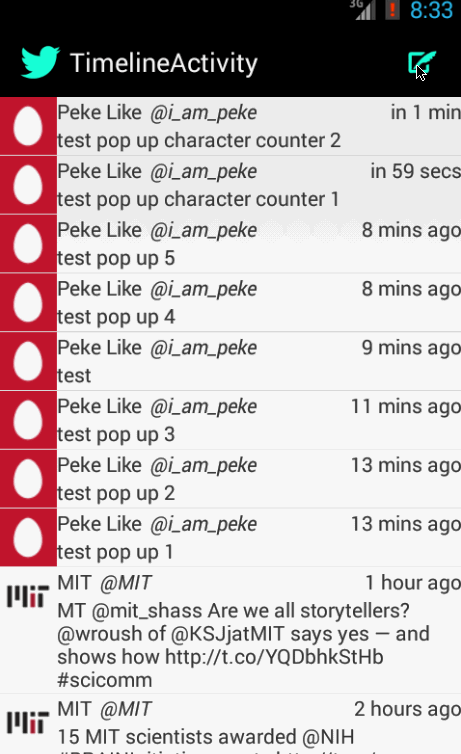 3G 8:33
TimelineActivity
Peke Like @i_am_peke in 1 min
test pop up character counter 2
Peke Like @i_am_peke in 59 secs
test pop up character counter 1
Peke Like @i_am_peke 8 mins ago
test pop up 5
Peke Like @i_am_peke 8 mins ago
test pop up 4
Peke Like @i_am_peke 9 mins ago
test
Peke Like @i_am_peke 11 mins ago
test pop up 3
Peke Like @i_am_peke 13 mins ago
test pop up 2
Peke Like @i_am_peke 13 mins ago
test pop up 1
MIT @MIT 1 hour ago
MT @mit_shass Are we all storytellers?
@wroush of @KSJjatMIT says yes — and
shows how http://t.co/YQDbhkStHb
#scicomm
MIT @MIT 2 hours ago
15 MIT scientists awarded @NIH